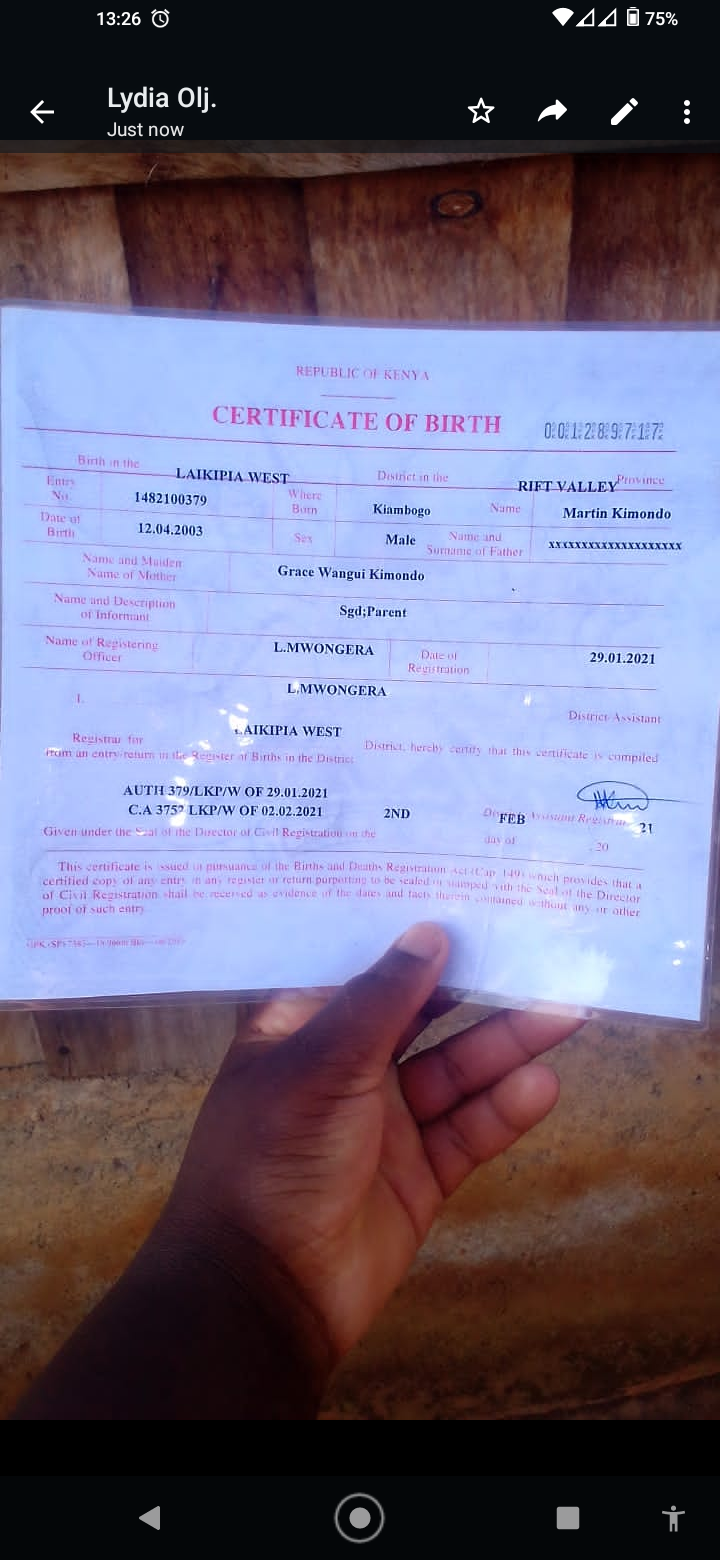 13:26
75%
Lydia Olj.
Just now
REPUBLIC OF KENYA
CERTIFICATE OF BIRTH
0012897177
Birth in the LAIKIPIA WEST District in the RIFT VALLEY Province
Entry No. 1482100379 Where Born Kiambogo Name Martin Kimondo
Date of Birth 12.04.2003 Sex Male Name and Surname of Father xxxxxxxxxxxxxxxxxxx
Name and Maiden Name of Mother Grace Wangui Kimondo
Name and Description of Informant Sgd;Parent
Name of Registering Officer L.MWONGERA Date of Registration 29.01.2021
I, L.MWONGERA District Assistant
Registrar for LAIKIPIA WEST District, hereby certify that this certificate is compiled
from an entry-return in the Register of Births in the District.
AUTH 379/LKP/W OF 29.01.2021
C.A LKP/W OF 02.02.2021 District Assistant Registrar
Given under the Seal of the Director of Civil Registration on the 2ND day of FEB , 20 21
This certificate is issued in pursuance of the Births and Deaths Registration Act (Cap. 149) which provides that a
certified copy of any entry in any register or return purporting to be sealed or stamped with the Seal of the Director
of Civil Registration shall be received as evidence of the dates and facts therein contained without any or other
proof of such entry.